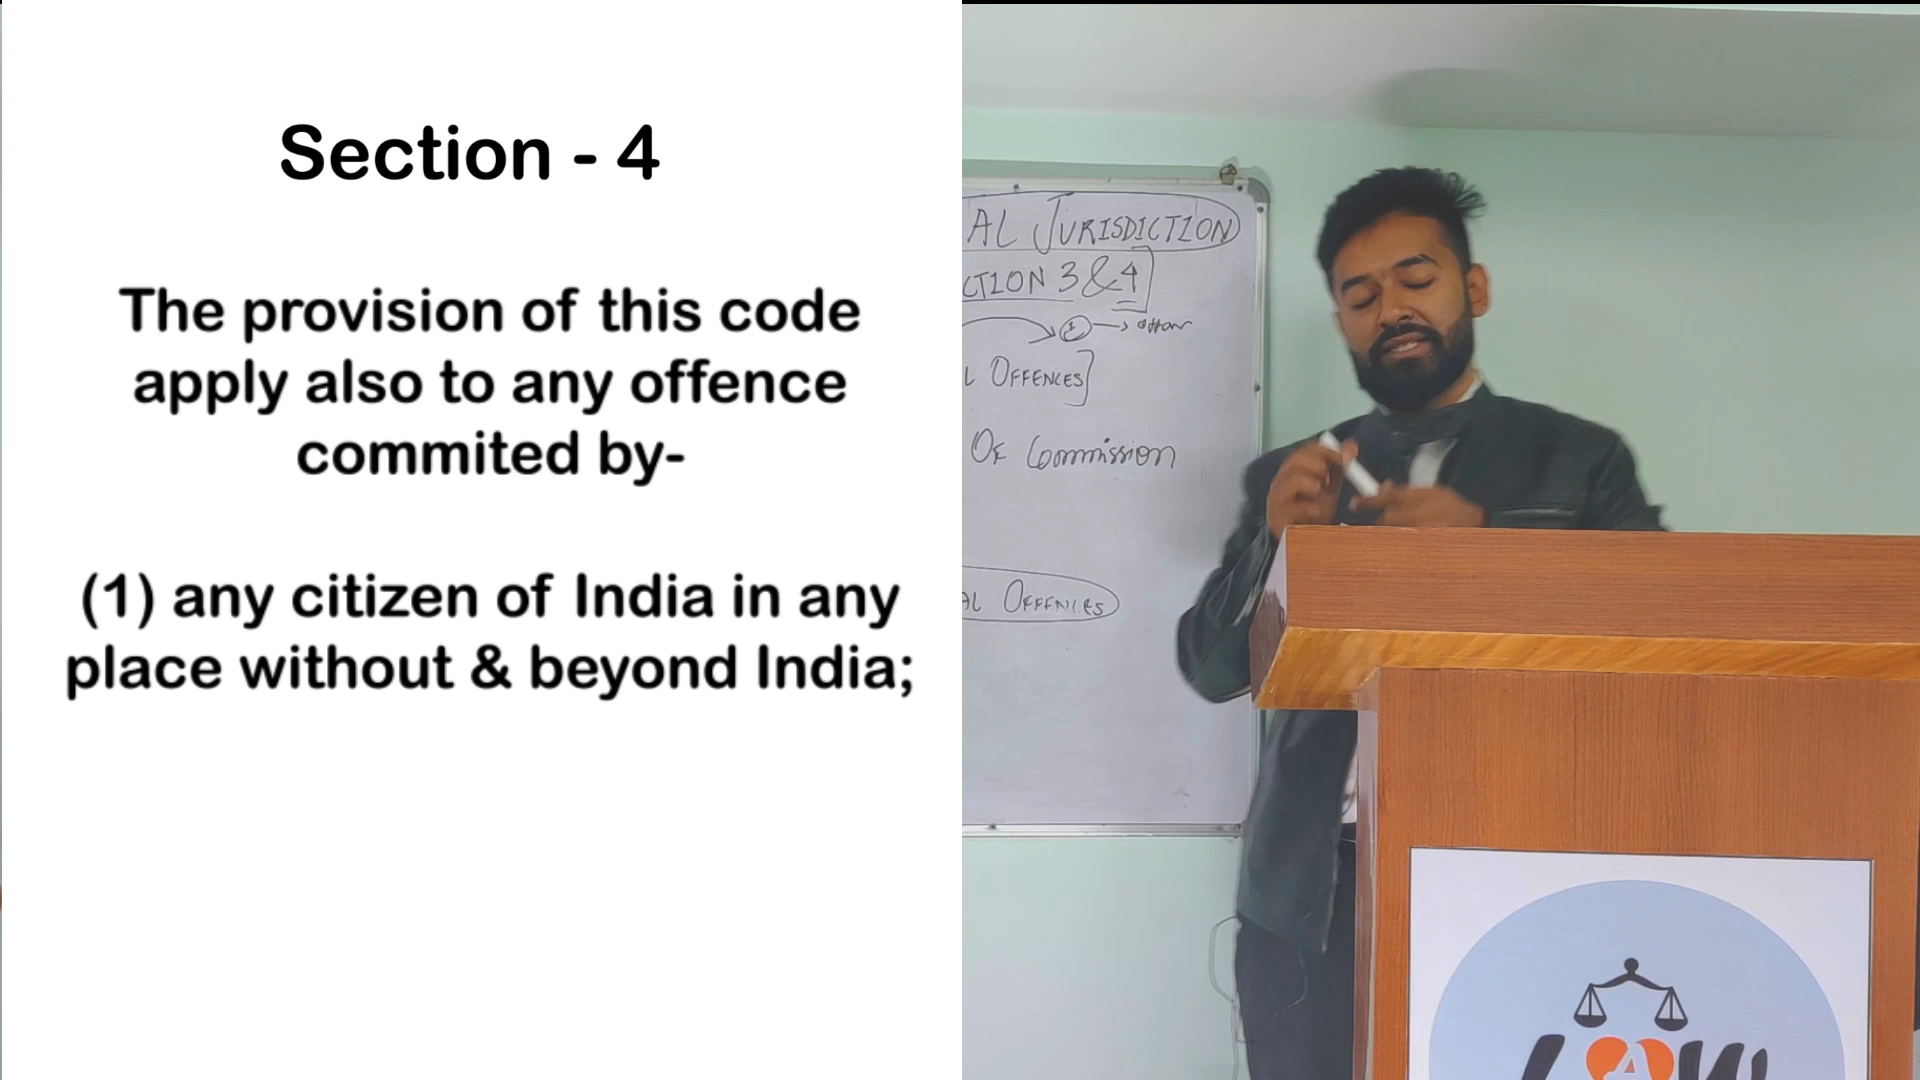 Section - 4
The provision of this code
apply also to any offence
commited by-
(1) any citizen of India in any
place without & beyond India;
AL JURISDICTION
CTION 3 & 4
1
L OFFENCES]
OF Commission
AL OFFENCES